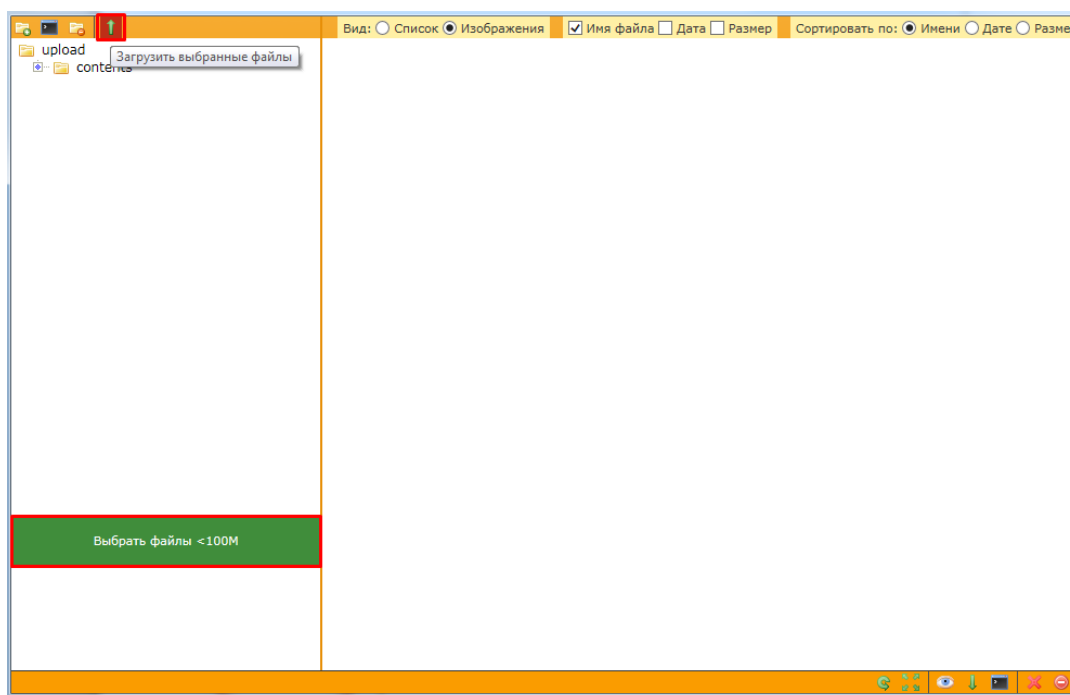 Вид: Список Изображения Имя файла Дата Размер Сортировать по: Имени Дате Разме
upload
Загрузить выбранные файлы
contents
Выбрать файлы <100M